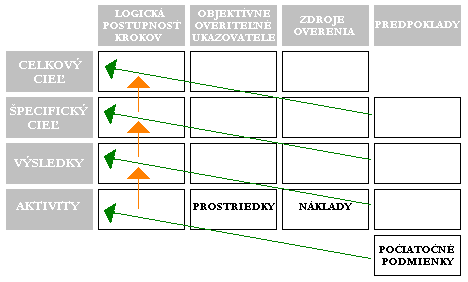 LOGICKÁ
POSTUPNOSŤ
KROKOV
OBJEKTÍVNE
OVERITEĽNÉ
UKAZOVATELE
ZDROJE
OVERENIA
PREDPOKLADY
CELKOVÝ
CIEĽ
ŠPECIFICKÝ
CIEĽ
VÝSLEDKY
AKTIVITY
PROSTRIEDKY
NÁKLADY
POČIATOČNÉ
PODMIENKY